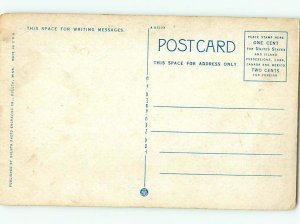 THIS SPACE FOR WRITING MESSAGES.
POSTCARD
THIS SPACE FOR ADDRESS ONLY
PLACE STAMP HERE
ONE CENT
FOR UNITED STATES
AND ISLAND
POSSESSIONS, CUBA,
CANADA AND MEXICO
TWO CENTS
FOR FOREIGN